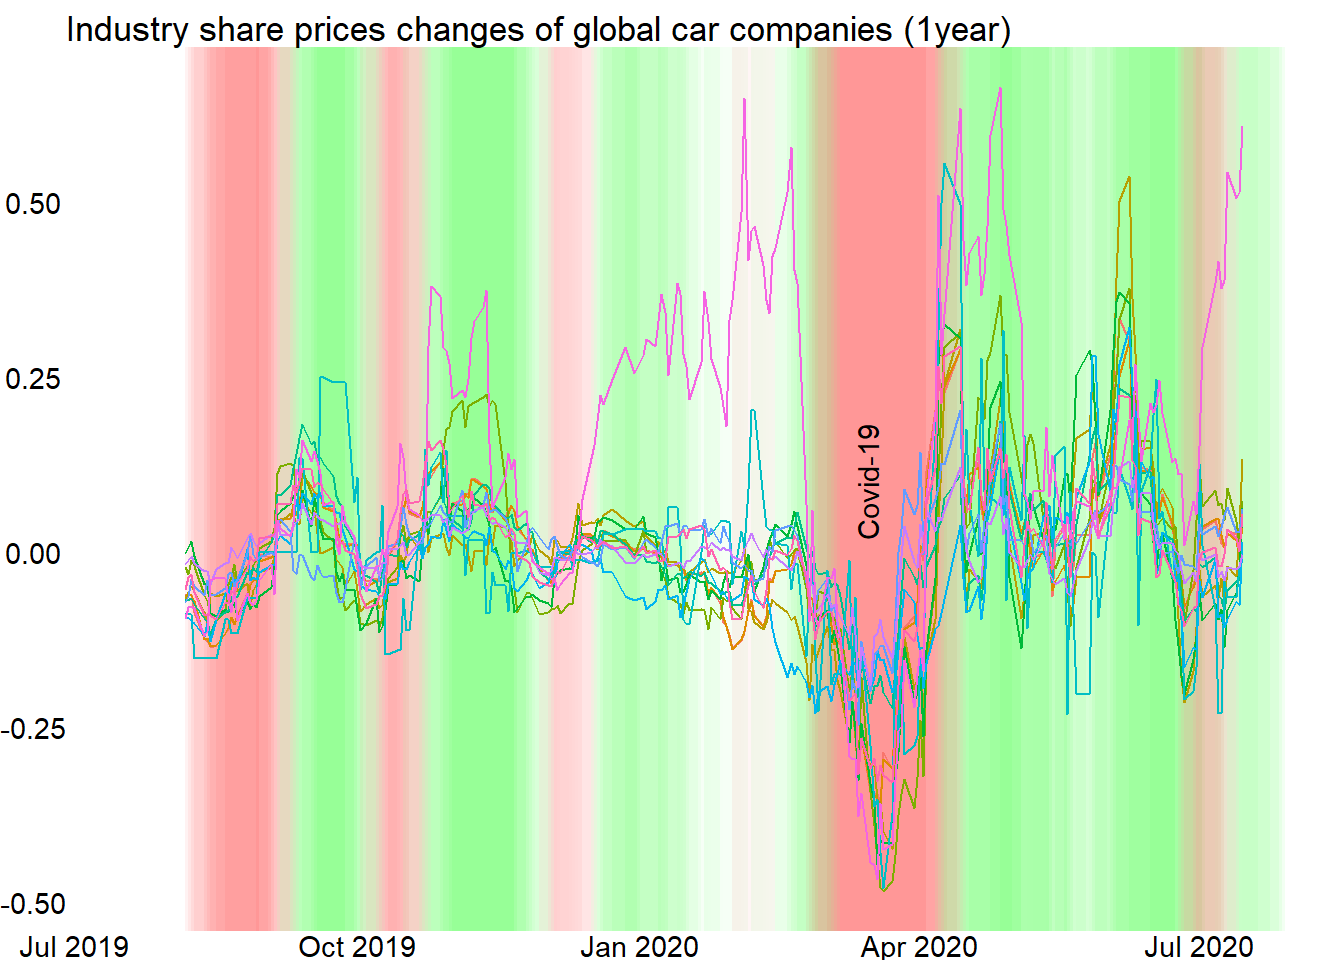 Industry share prices changes of global car companies (1year)
0.50
0.25
0.00
-0.25
-0.50
Covid-19
Jul 2019 Oct 2019 Jan 2020 Apr 2020 Jul 2020